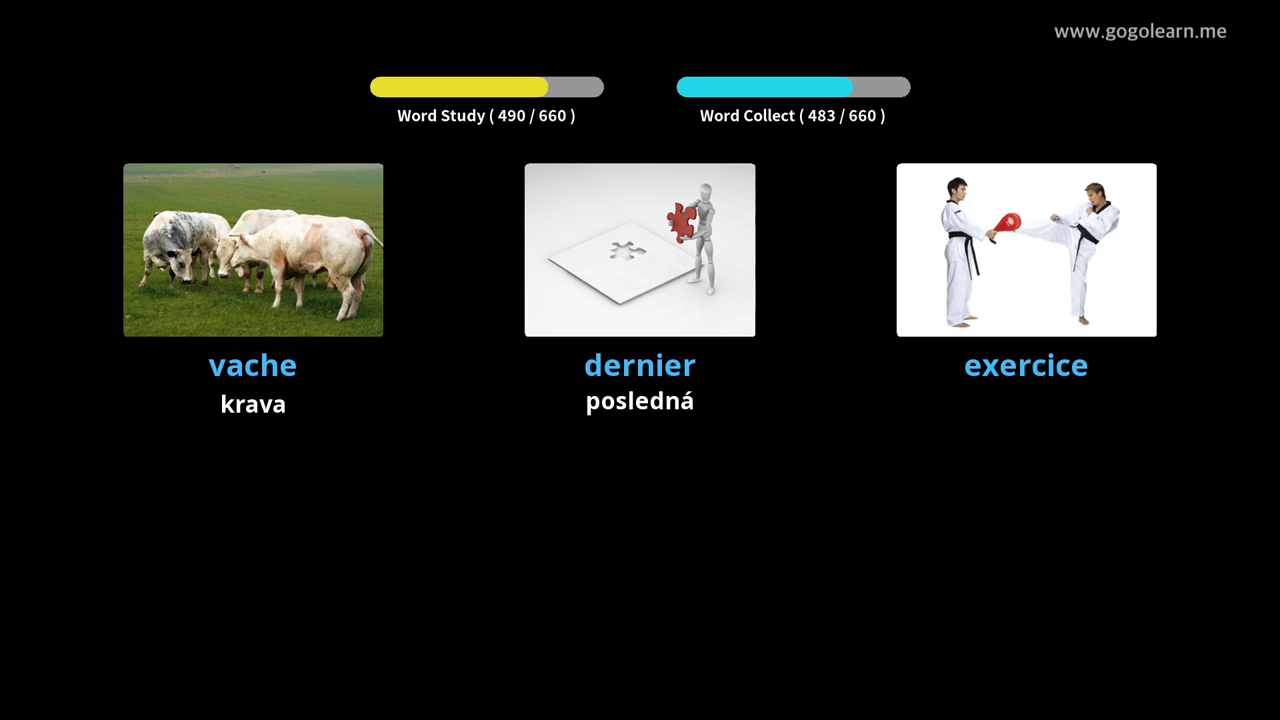 www.gogolearn.me
Word Study ( 490 / 660 )
Word Collect ( 483 / 660 )
vache
krava
dernier
posledná
exercice